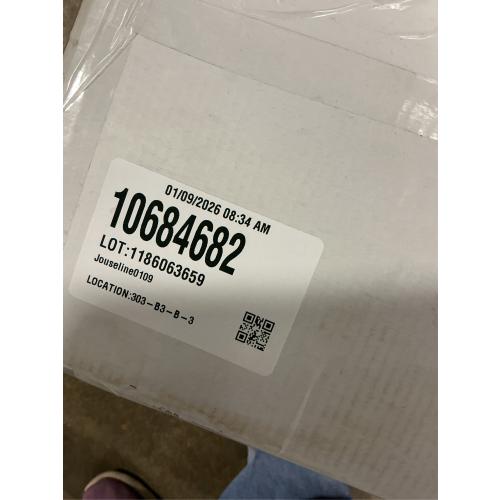 01/09/2026 08:34 AM
10684682
LOT:1186063659
Jouseline0109
LOCATION:303-B3-B-3